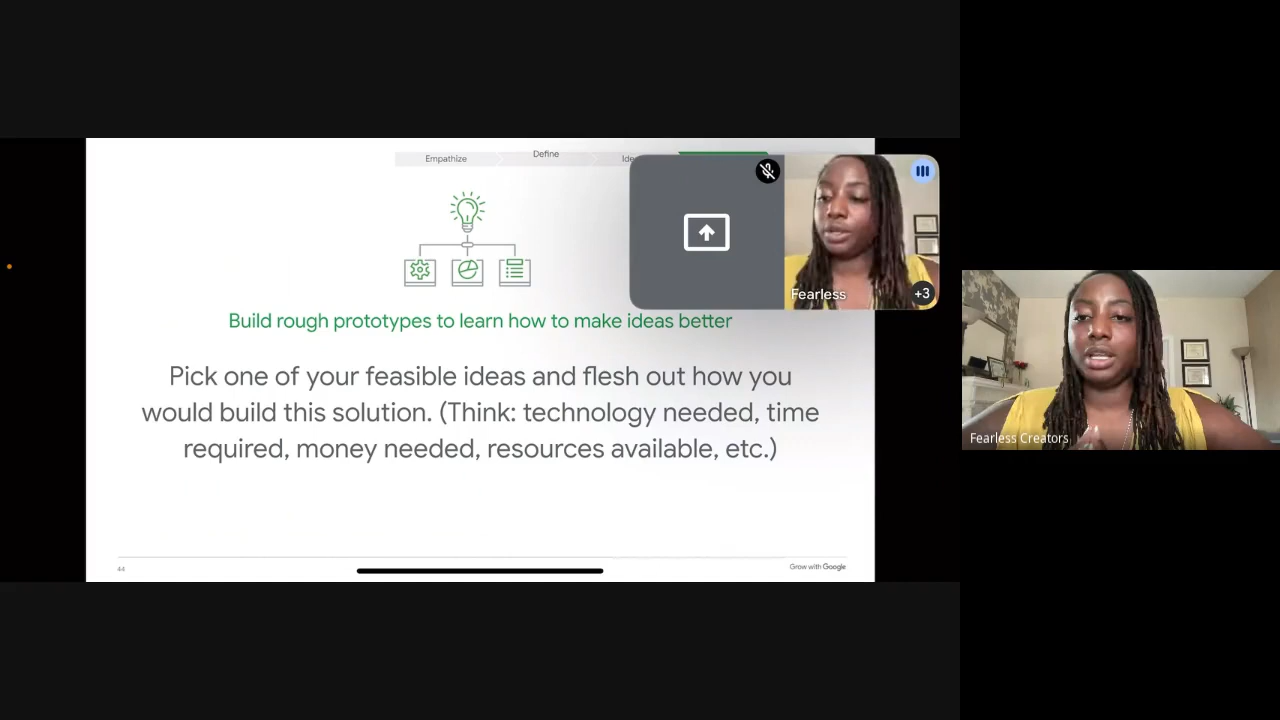 Empathize
Define
Build rough prototypes to learn how to make ideas better
Pick one of your feasible ideas and flesh out how you
would build this solution. (Think: technology needed, time
required, money needed, resources available, etc.)
44
Grow with Google
Fearless
+3
Fearless Creators